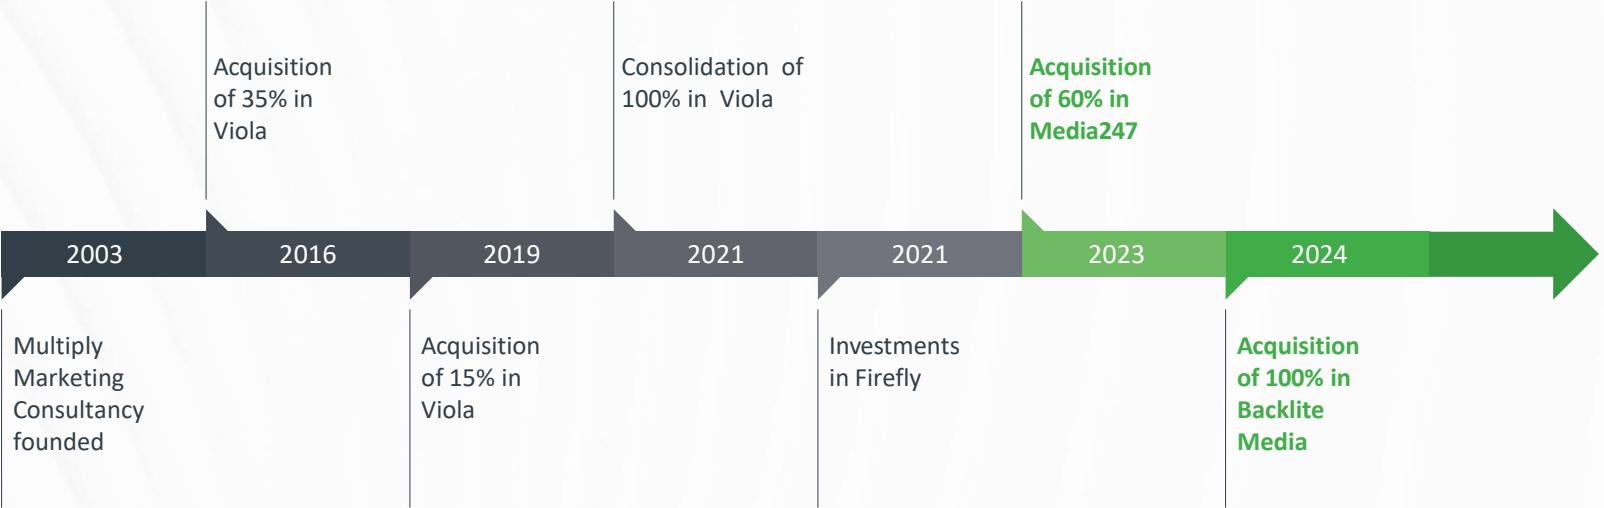 Acquisition
of 35% in
Viola
Consolidation of
100% in Viola
Acquisition
of 60% in
Media247
2003
2016
2019
2021
2021
2023
2024
Multiply
Marketing
Consultancy
founded
Acquisition
of 15% in
Viola
Investments
in Firefly
Acquisition
of 100% in
Backlite
Media